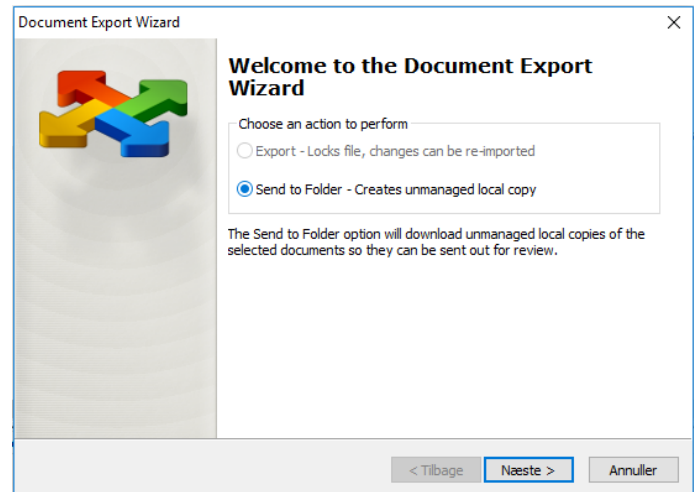 Document Export Wizard
Welcome to the Document Export
Wizard
Choose an action to perform
Export - Locks file, changes can be re-imported
Send to Folder - Creates unmanaged local copy
The Send to Folder option will download unmanaged local copies of the
selected documents so they can be sent out for review.
< Tilbage
Næste >
Annuller